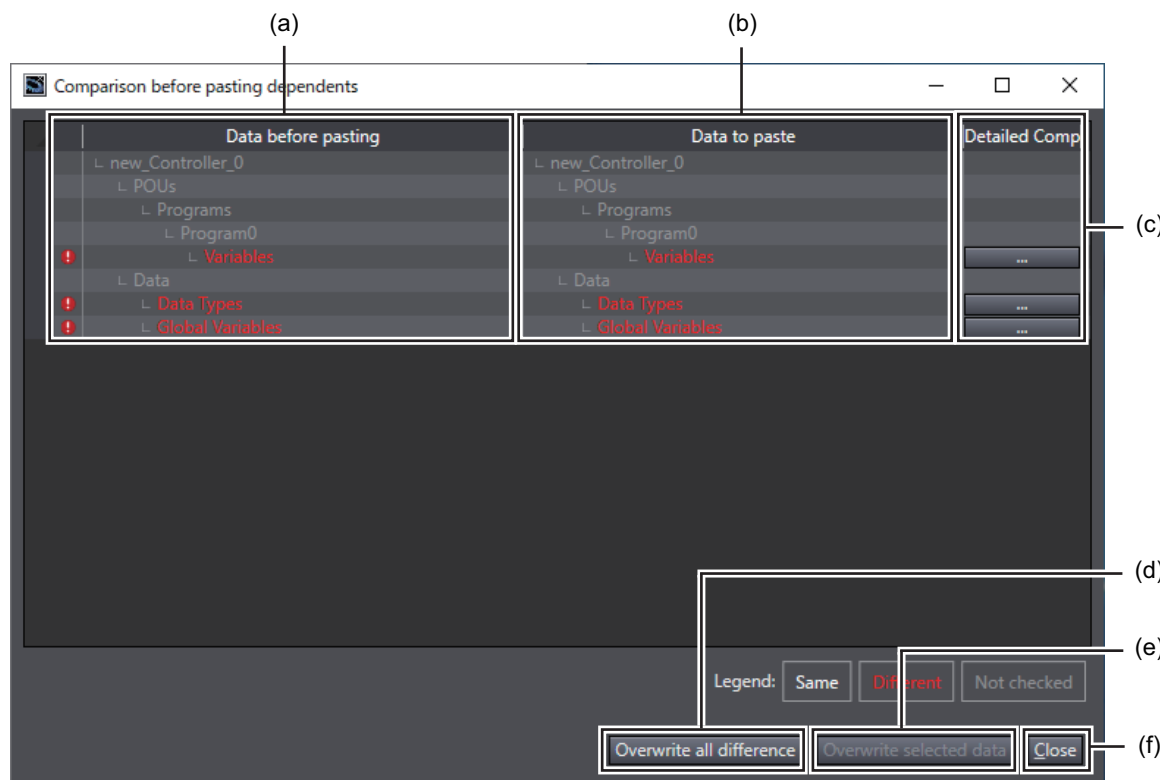 (a) (b)
Comparison before pasting dependents
Data before pasting Data to paste Detailed Comp
new_Controller_0 new_Controller_0
POUs POUs
Programs Programs
Program0 Program0
Variables Variables ...
Data Data
Data Types Data Types ...
Global Variables Global Variables ...
(c)
(d)
(e)
Legend: Same Different Not checked
Overwrite all difference Overwrite selected data Close
(f)